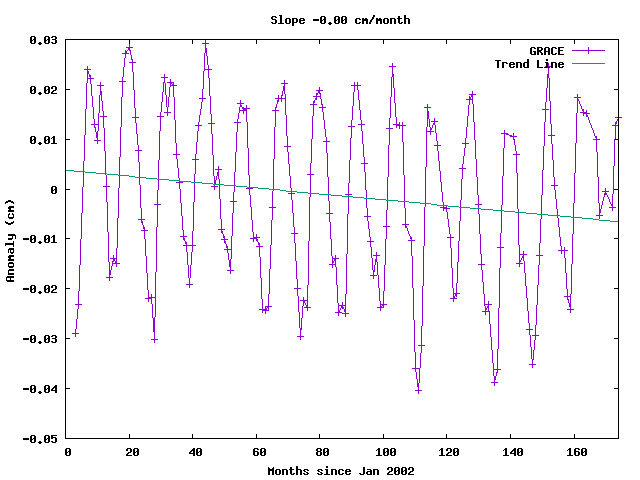 Slope -0.00 cm/month
GRACE
Trend Line
0.03
0.02
0.01
0
-0.01
-0.02
-0.03
-0.04
-0.05
Anomaly (cm)
0 20 40 60 80 100 120 140 160
Months since Jan 2002